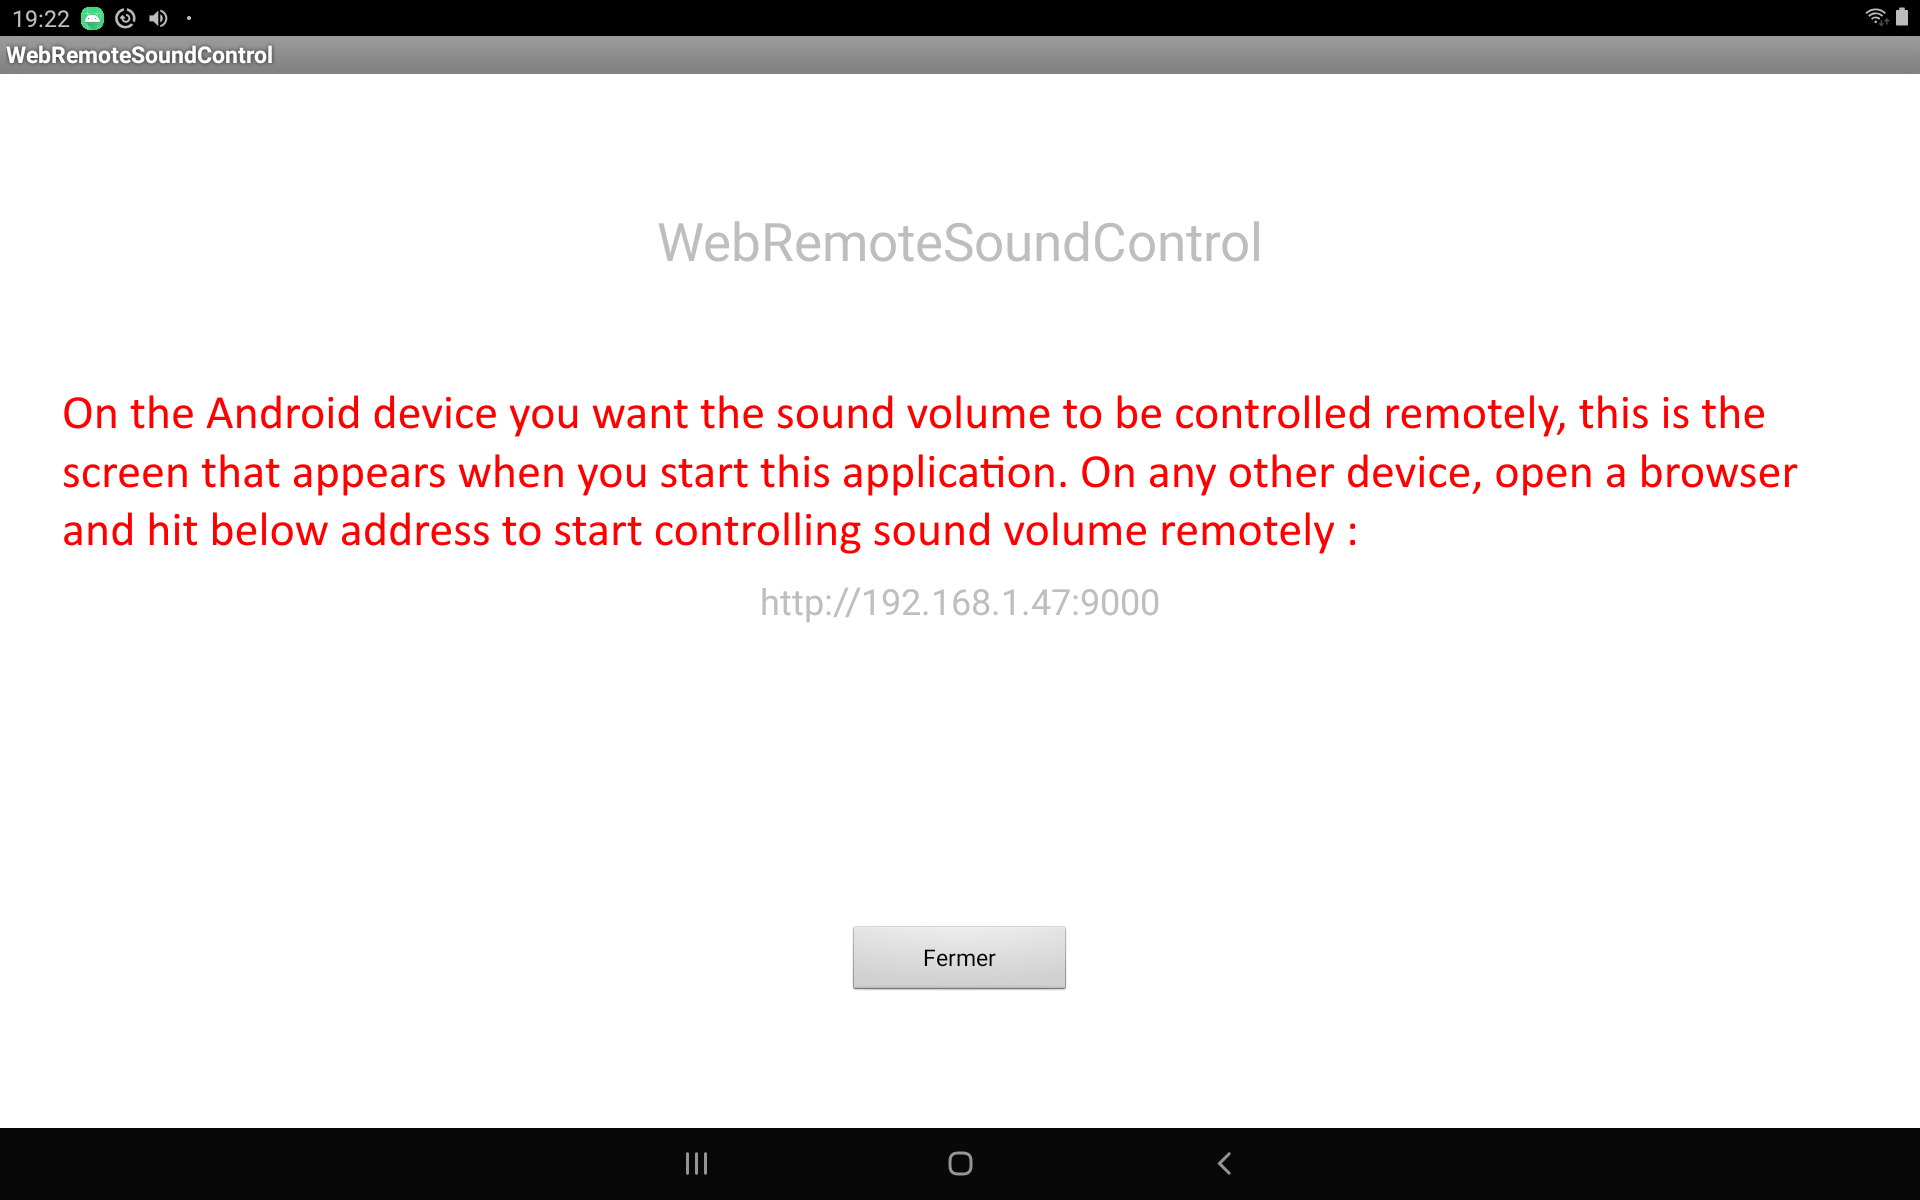 19:22
WebRemoteSoundControl
WebRemoteSoundControl
On the Android device you want the sound volume to be controlled remotely, this is the
screen that appears when you start this application. On any other device, open a browser
and hit below address to start controlling sound volume remotely :
http://192.168.1.47:9000
Fermer